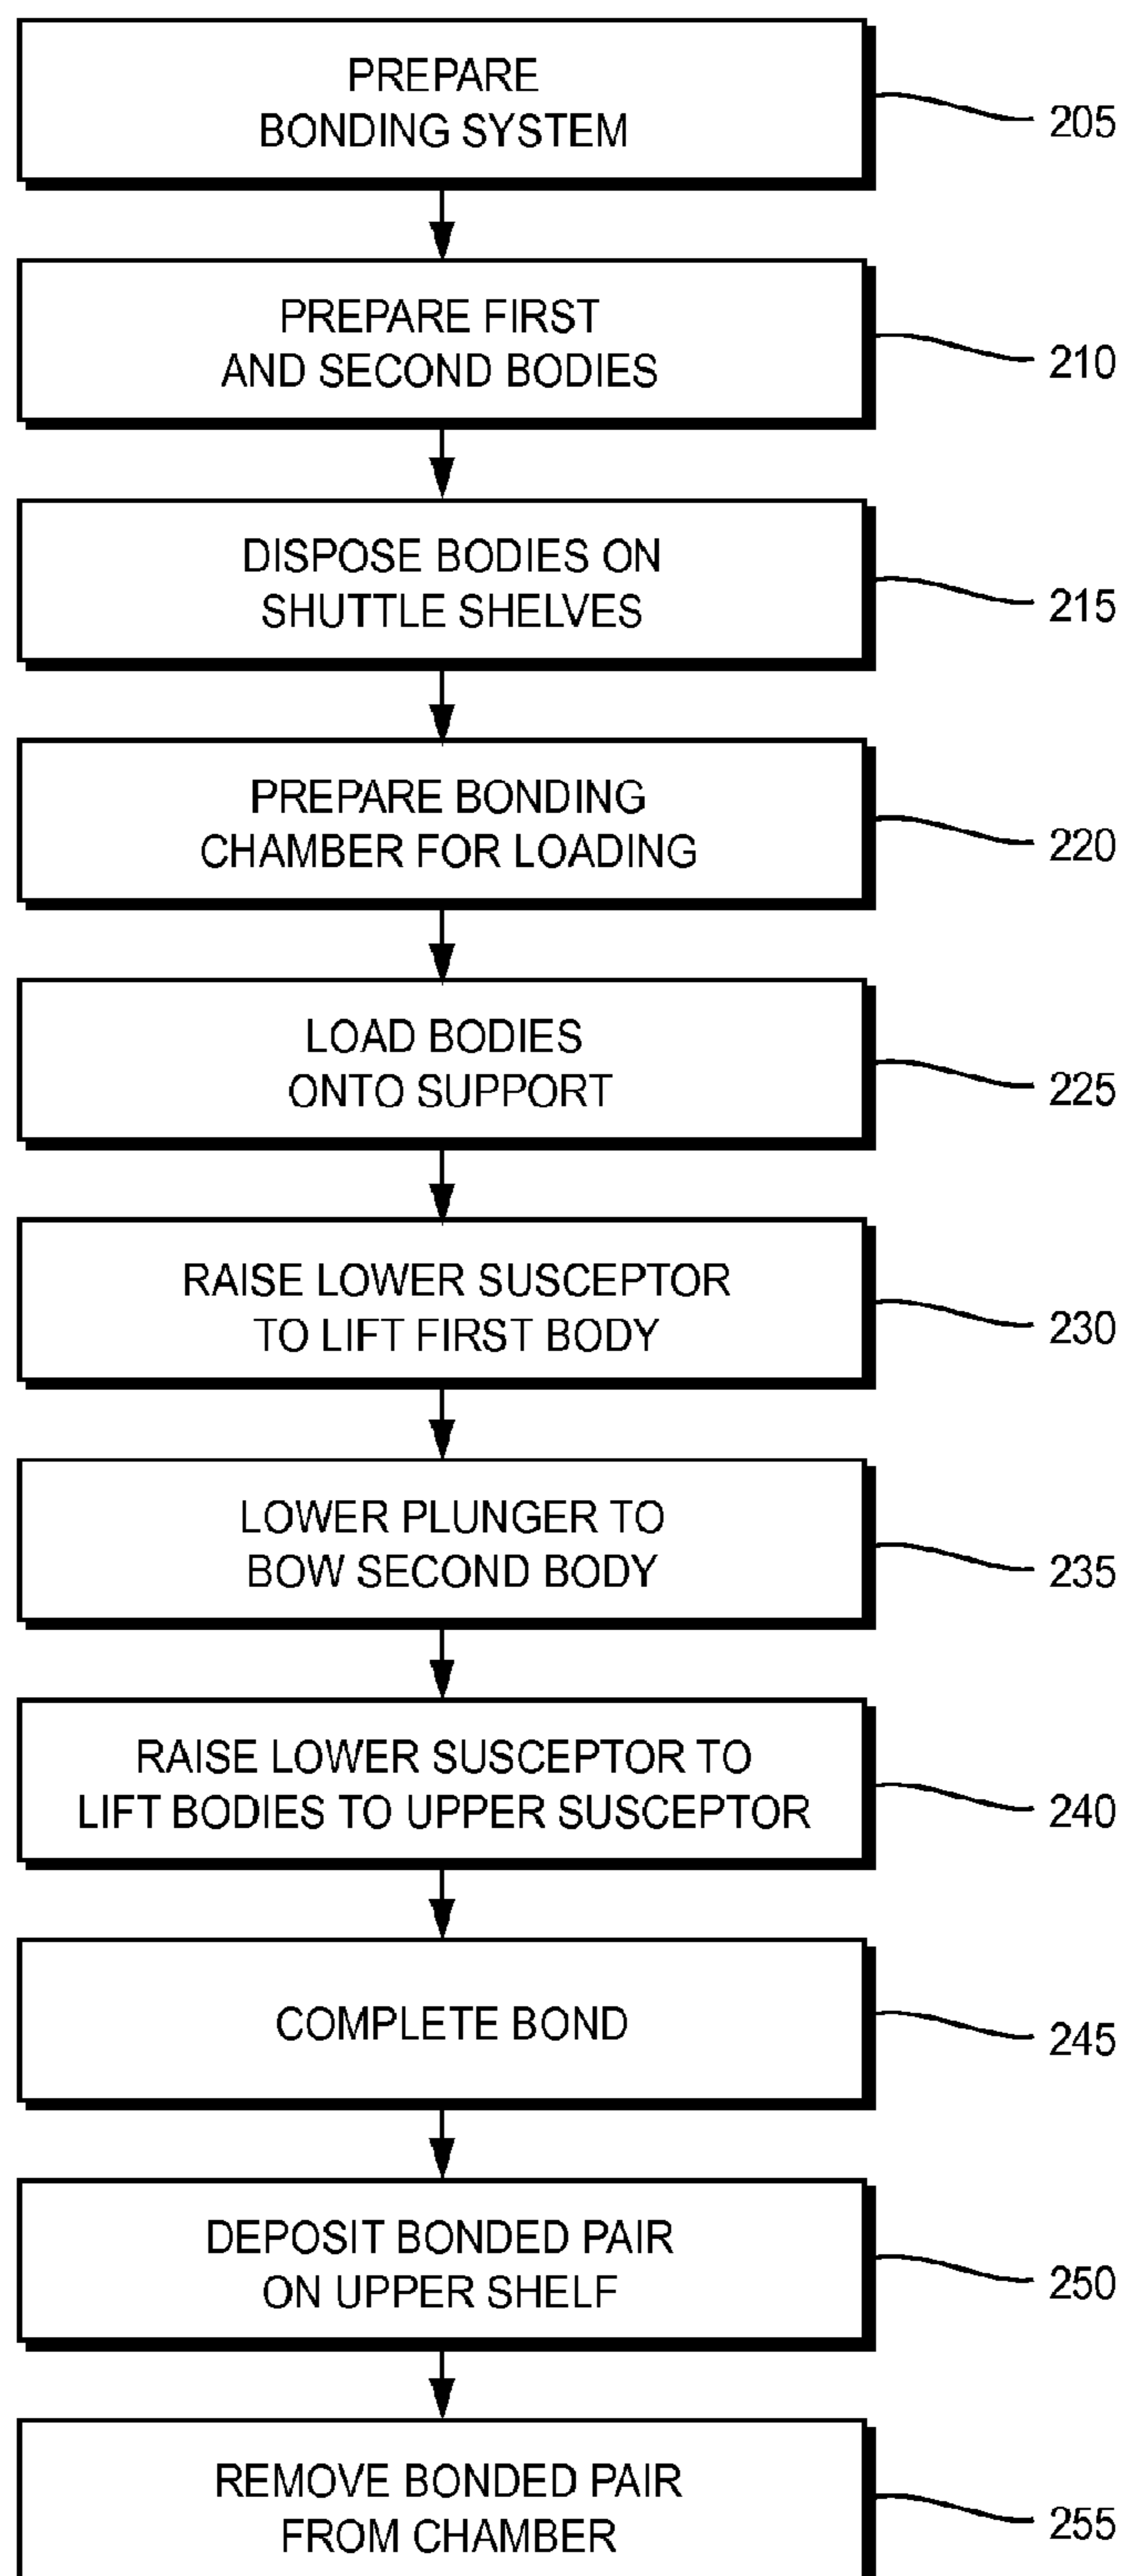 PREPARE
BONDING SYSTEM
205
PREPARE FIRST
AND SECOND BODIES
210
DISPOSE BODIES ON
SHUTTLE SHELVES
215
PREPARE BONDING
CHAMBER FOR LOADING
220
LOAD BODIES
ONTO SUPPORT
225
RAISE LOWER SUSCEPTOR
TO LIFT FIRST BODY
230
LOWER PLUNGER TO
BOW SECOND BODY
235
RAISE LOWER SUSCEPTOR TO
LIFT BODIES TO UPPER SUSCEPTOR
240
COMPLETE BOND
245
DEPOSIT BONDED PAIR
ON UPPER SHELF
250
REMOVE BONDED PAIR
FROM CHAMBER
255